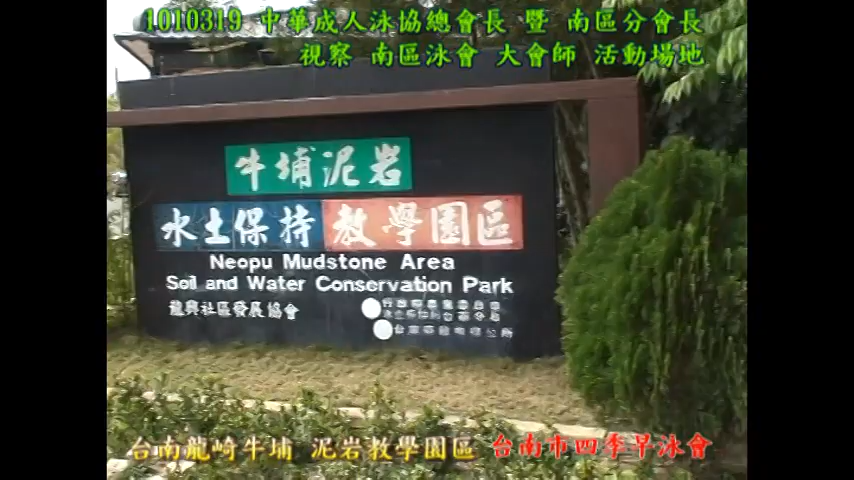 1010319 中華成人泳協總會長 暨 南區分會長
視察 南區泳會 大會師 活動場地
牛埔泥岩
水土保持教學園區
Neopu Mudstone Area
Soil and Water Conservation Park
龍興社區發展協會
台南龍崎牛埔 泥岩教學園區 台南市四季早泳會